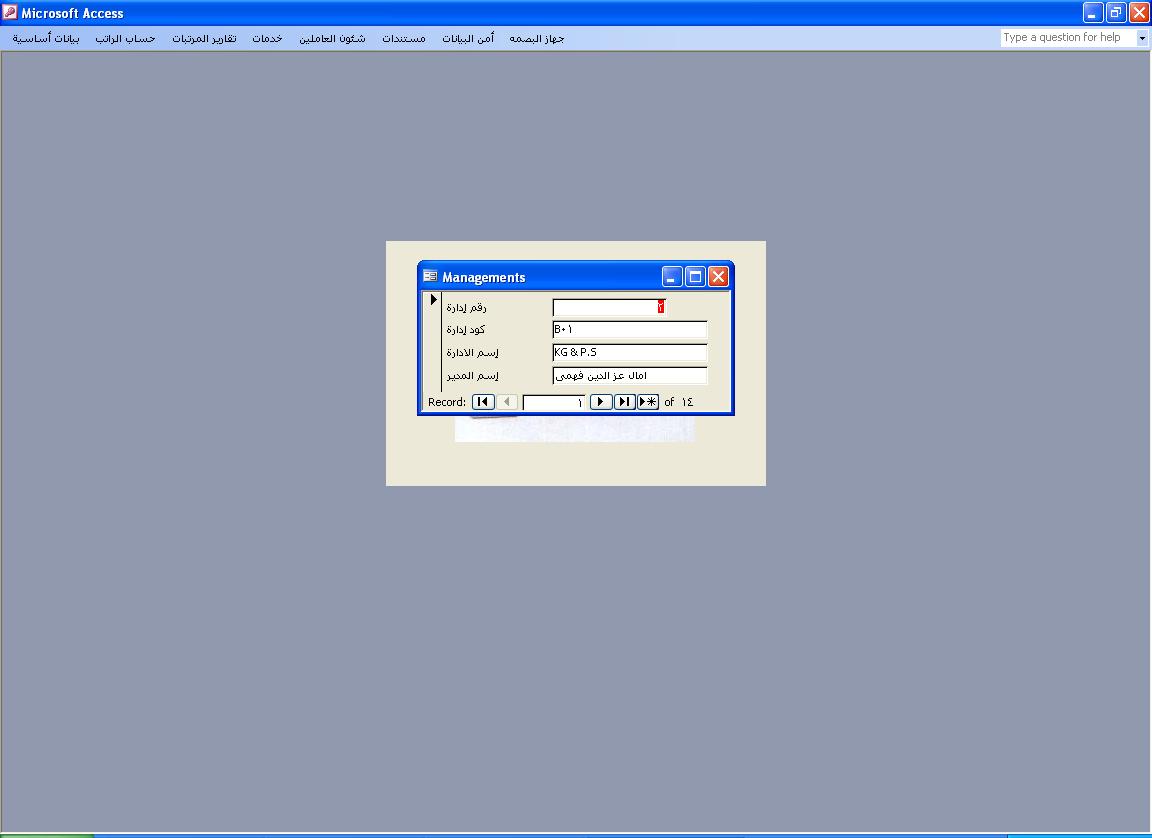 Microsoft Access
بيانات أساسية حساب الراتب تقارير المرتبات خدمات شئون العاملين مستندات أمن البيانات جهاز البصمه Type a question for help
Managements
رقم إدارة ٢
كود إدارة B٠١
إسم الادارة KG & P.S
إسم المدير امال عز الدين فهمى
Record: ١ of ١٤